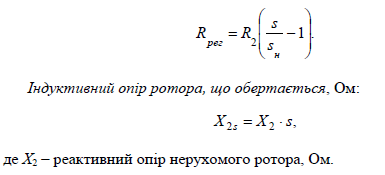 R_рег = R_2 ( s / s_н − 1 ).
Індуктивний опір ротора, що обертається, Ом:
X_2s = X_2 · s,
де X_2 – реактивний опір нерухомого ротора, Ом.